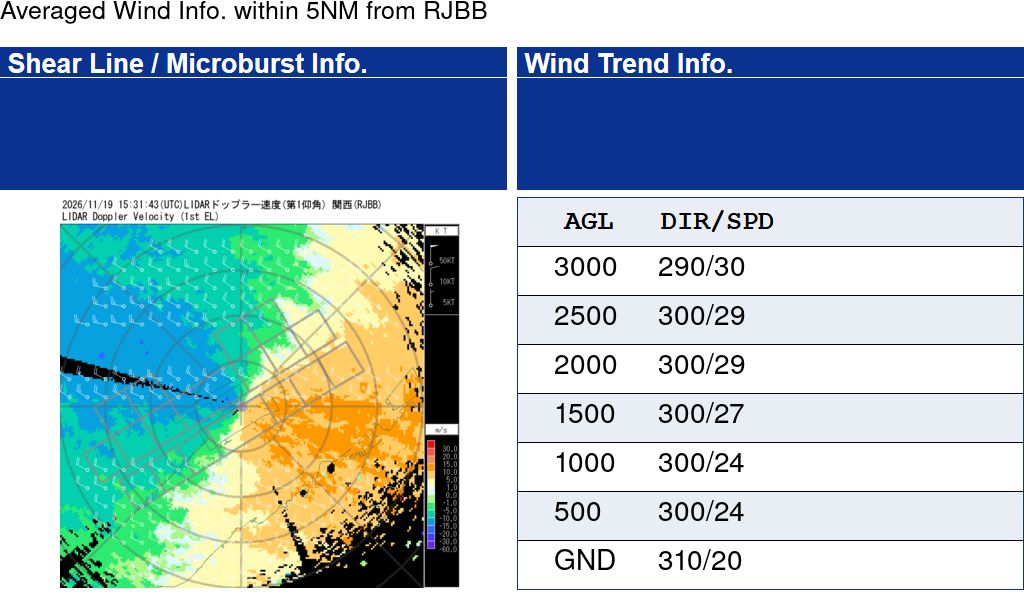 Averaged Wind Info. within 5NM from RJBB
Shear Line / Microburst Info.
Wind Trend Info.
2026/11/19 15:31:43(UTC)LIDARドップラー速度(第1仰角) 関西(RJBB)
LIDAR Doppler Velocity (1st EL)
K T
50KT
10KT
5KT
m/s
30.0
20.0
15.0
10.0
5.0
1.0
0.0
-1.0
-5.0
-10.0
-15.0
-20.0
-30.0
-60.0
AGL DIR/SPD
3000 290/30
2500 300/29
2000 300/29
1500 300/27
1000 300/24
500 300/24
GND 310/20